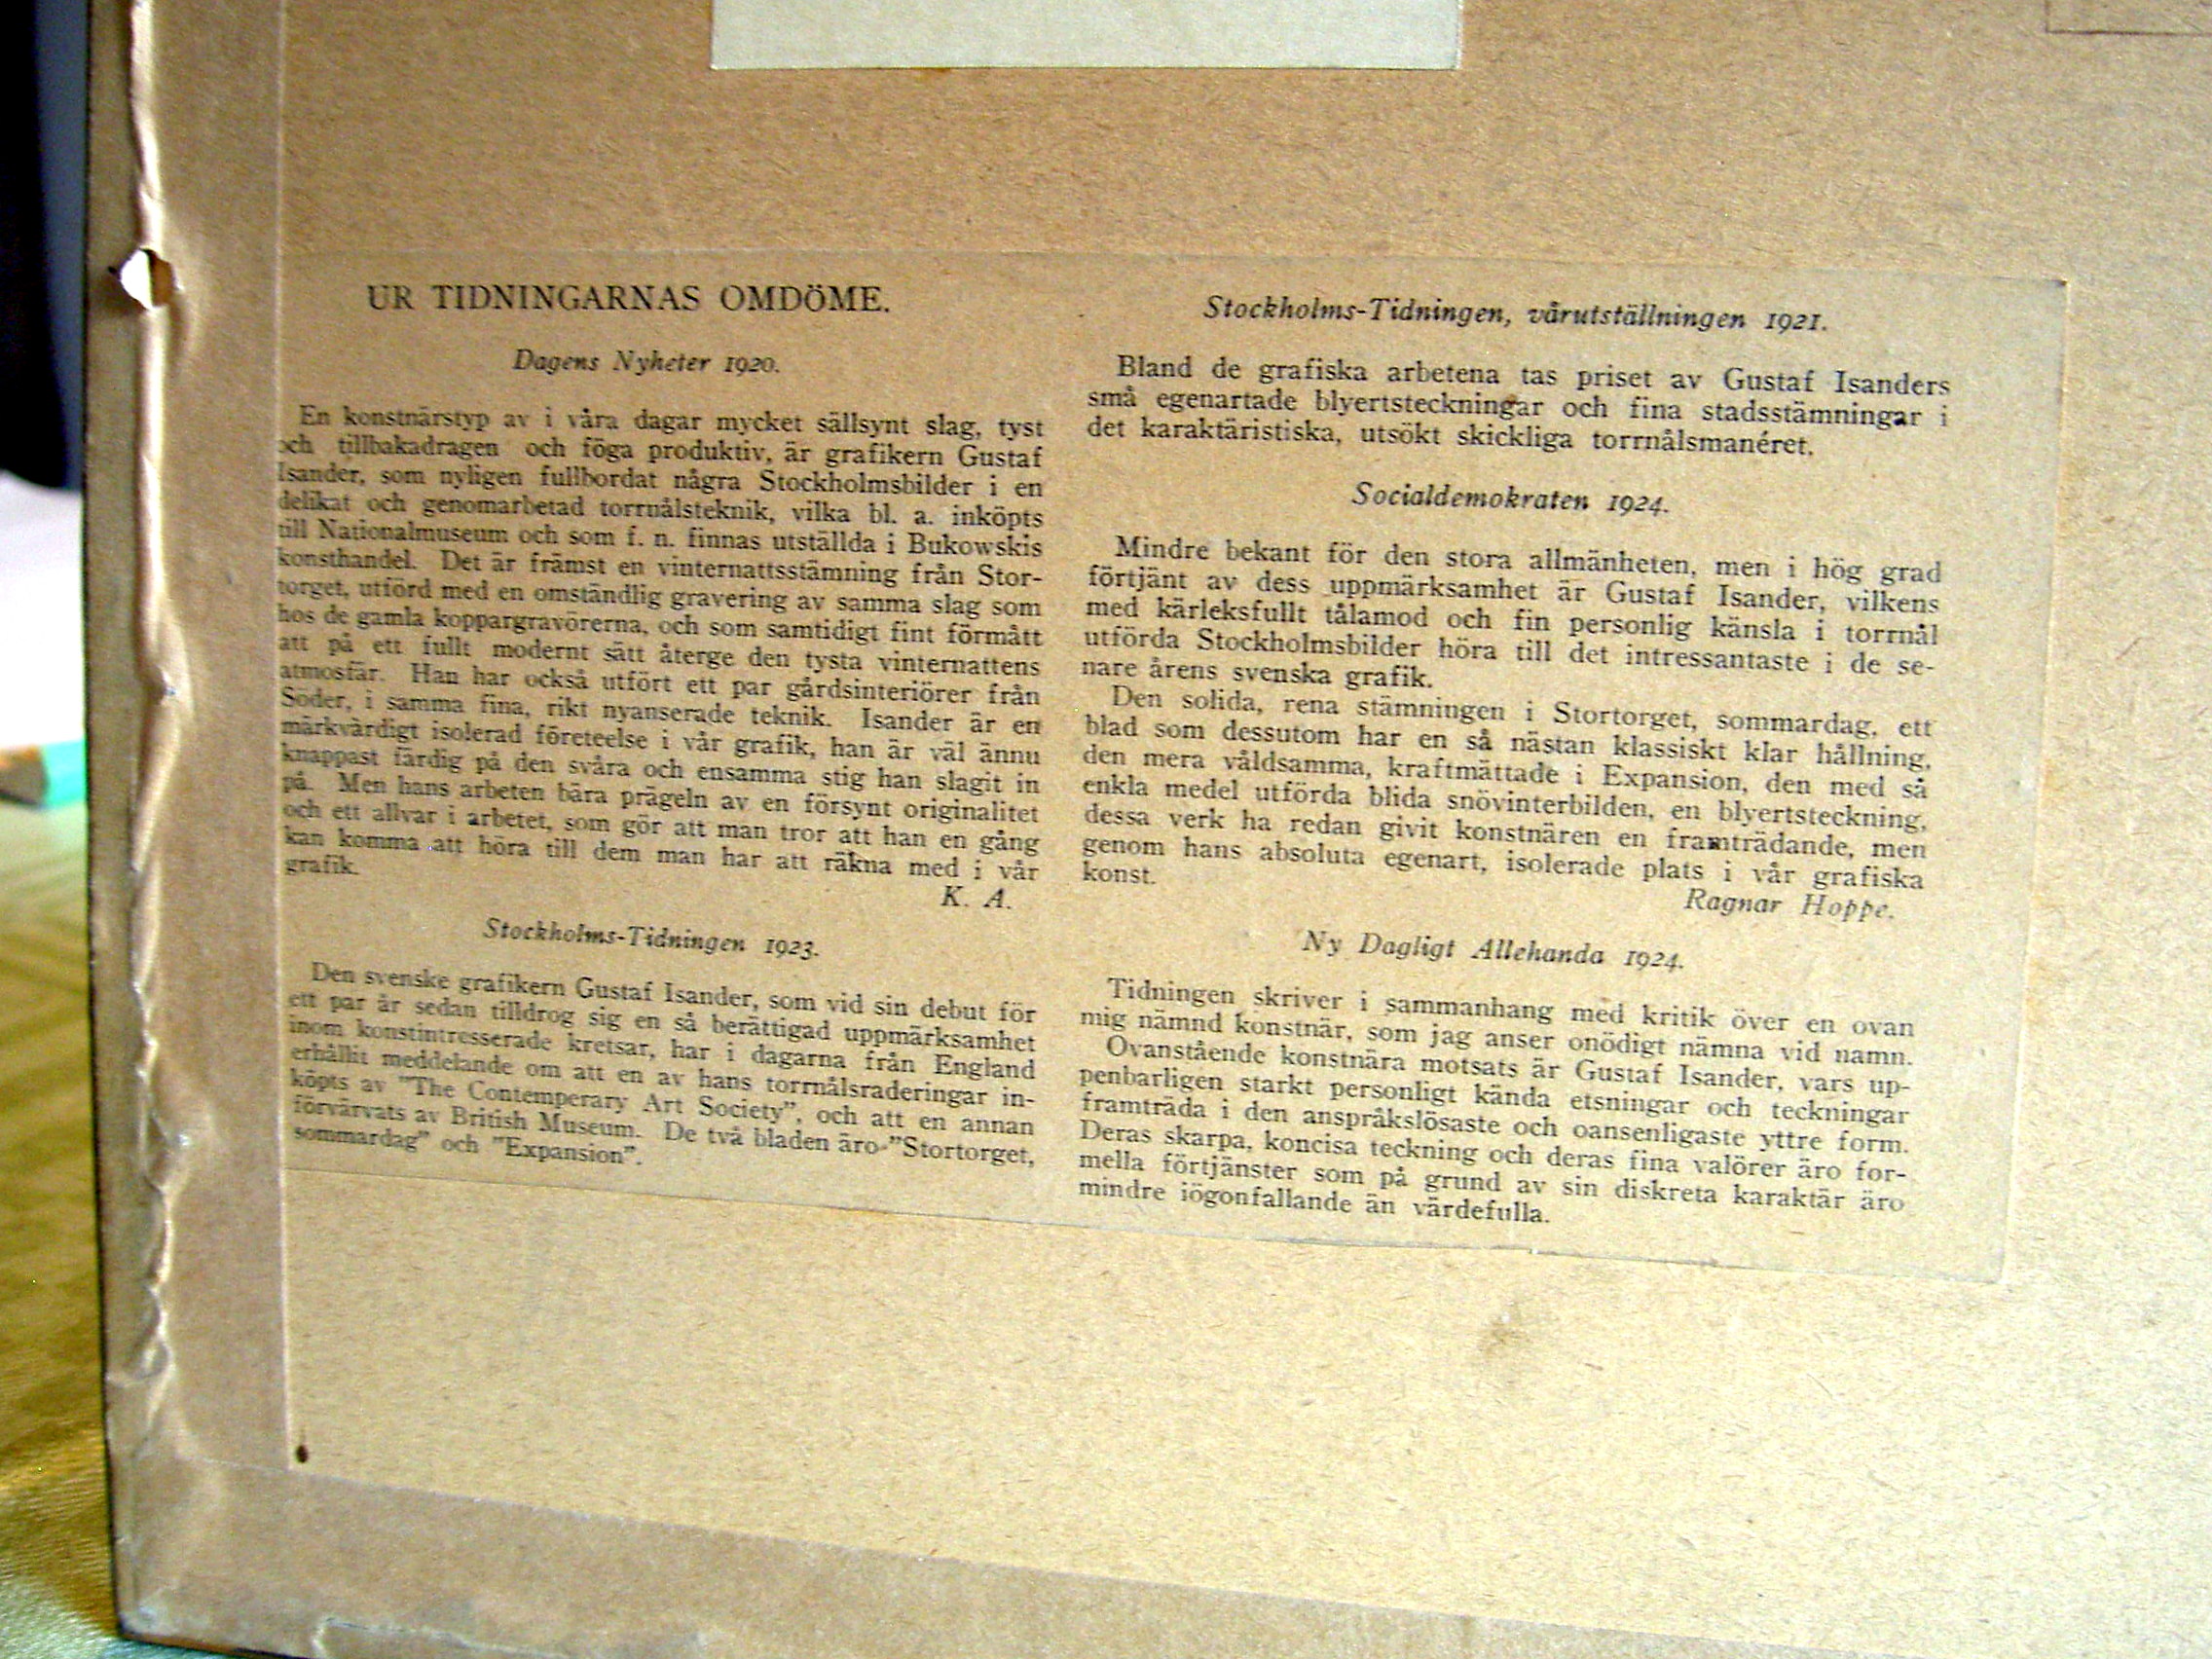 UR TIDNINGARNAS OMDÖME.
Dagens Nyheter 1920.
En konstnärstyp av i våra dagar mycket sällsynt slag, tyst
och tillbakadragen och föga produktiv, är grafikern Gustaf
Isander, som nyligen fullbordat några Stockholmsbilder i en
delikat och genomarbetad torrnålsteknik, vilka bl. a. inköpts
till Nationalmuseum och som f. n. finnas utställda i Bukowskis
konsthandel. Det är främst en vinternattsstämning från Stor-
torget, utförd med en omständlig gravering av samma slag som
hos de gamla koppargravörerna, och som samtidigt fint förmått
att på ett fullt modernt sätt återge den tysta vinternattens
atmosfär. Han har också utfört ett par gårdsinteriörer från
Söder, i samma fina, rikt nyanserade teknik. Isander är en
märkvärdigt isolerad företeelse i vår grafik, han är väl ännu
knappast färdig på den svåra och ensamma stig han slagit in
på. Men hans arbeten bära prägeln av en försynt originalitet
och ett allvar i arbetet, som gör att man tror att han en gång
kan komma att höra till dem man har att räkna med i vår
grafik.
K. A.
Stockholms-Tidningen 1923.
Den svenske grafikern Gustaf Isander, som vid sin debut för
ett par år sedan tilldrog sig en så berättigad uppmärksamhet
inom konstintresserade kretsar, har i dagarna från England
erhållit meddelande om att en av hans torrnålsraderingar in-
köpts av "The Contemperary Art Society", och att en annan
förvärvats av British Museum. De två bladen äro "Stortorget,
sommardag" och "Expansion".
Stockholms-Tidningen, vårutställningen 1921.
Bland de grafiska arbetena tas priset av Gustaf Isanders
små egenartade blyertsteckningar och fina stadsstämningar i
det karaktäristiska, utsökt skickliga torrnålsmanéret.
Socialdemokraten 1924.
Mindre bekant för den stora allmänheten, men i hög grad
förtjänt av dess uppmärksamhet är Gustaf Isander, vilkens
med kärleksfullt tålamod och fin personlig känsla i torrnål
utförda Stockholmsbilder höra till det intressantaste i de se-
nare årens svenska grafik.
Den solida, rena stämningen i Stortorget, sommardag, ett
blad som dessutom har en så nästan klassiskt klar hållning,
den mera våldsamma, kraftmättade i Expansion, den med så
enkla medel utförda blida snövinterbilden, en blyertsteckning,
dessa verk ha redan givit konstnären en framträdande, men
genom hans absoluta egenart, isolerade plats i vår grafiska
konst.
Ragnar Hoppe.
Ny Dagligt Allehanda 1924.
Tidningen skriver i sammanhang med kritik över en ovan
mig nämnd konstnär, som jag anser onödigt nämna vid namn.
Ovanstående konstnära motsats är Gustaf Isander, vars up-
penbarligen starkt personligt kända etsningar och teckningar
framträda i den anspråkslösaste och oansenligaste yttre form.
Deras skarpa, koncisa teckning och deras fina valörer äro for-
mella förtjänster som på grund av sin diskreta karaktär äro
mindre iögonfallande än värdefulla.